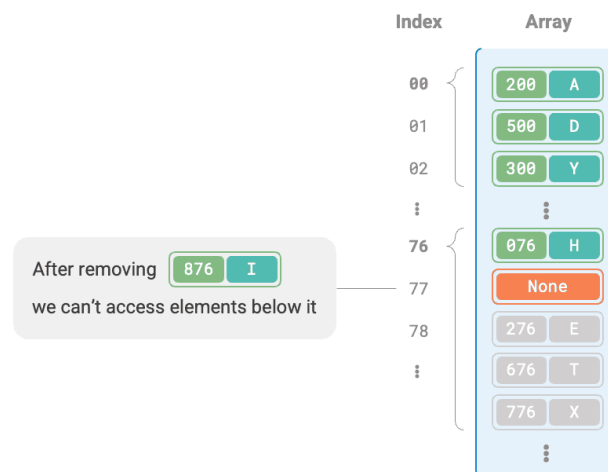 Index Array
00 200 A
01 500 D
02 300 Y
76 076 H
After removing 876 I
we can't access elements below it
77 None
78 276 E
676 T
776 X